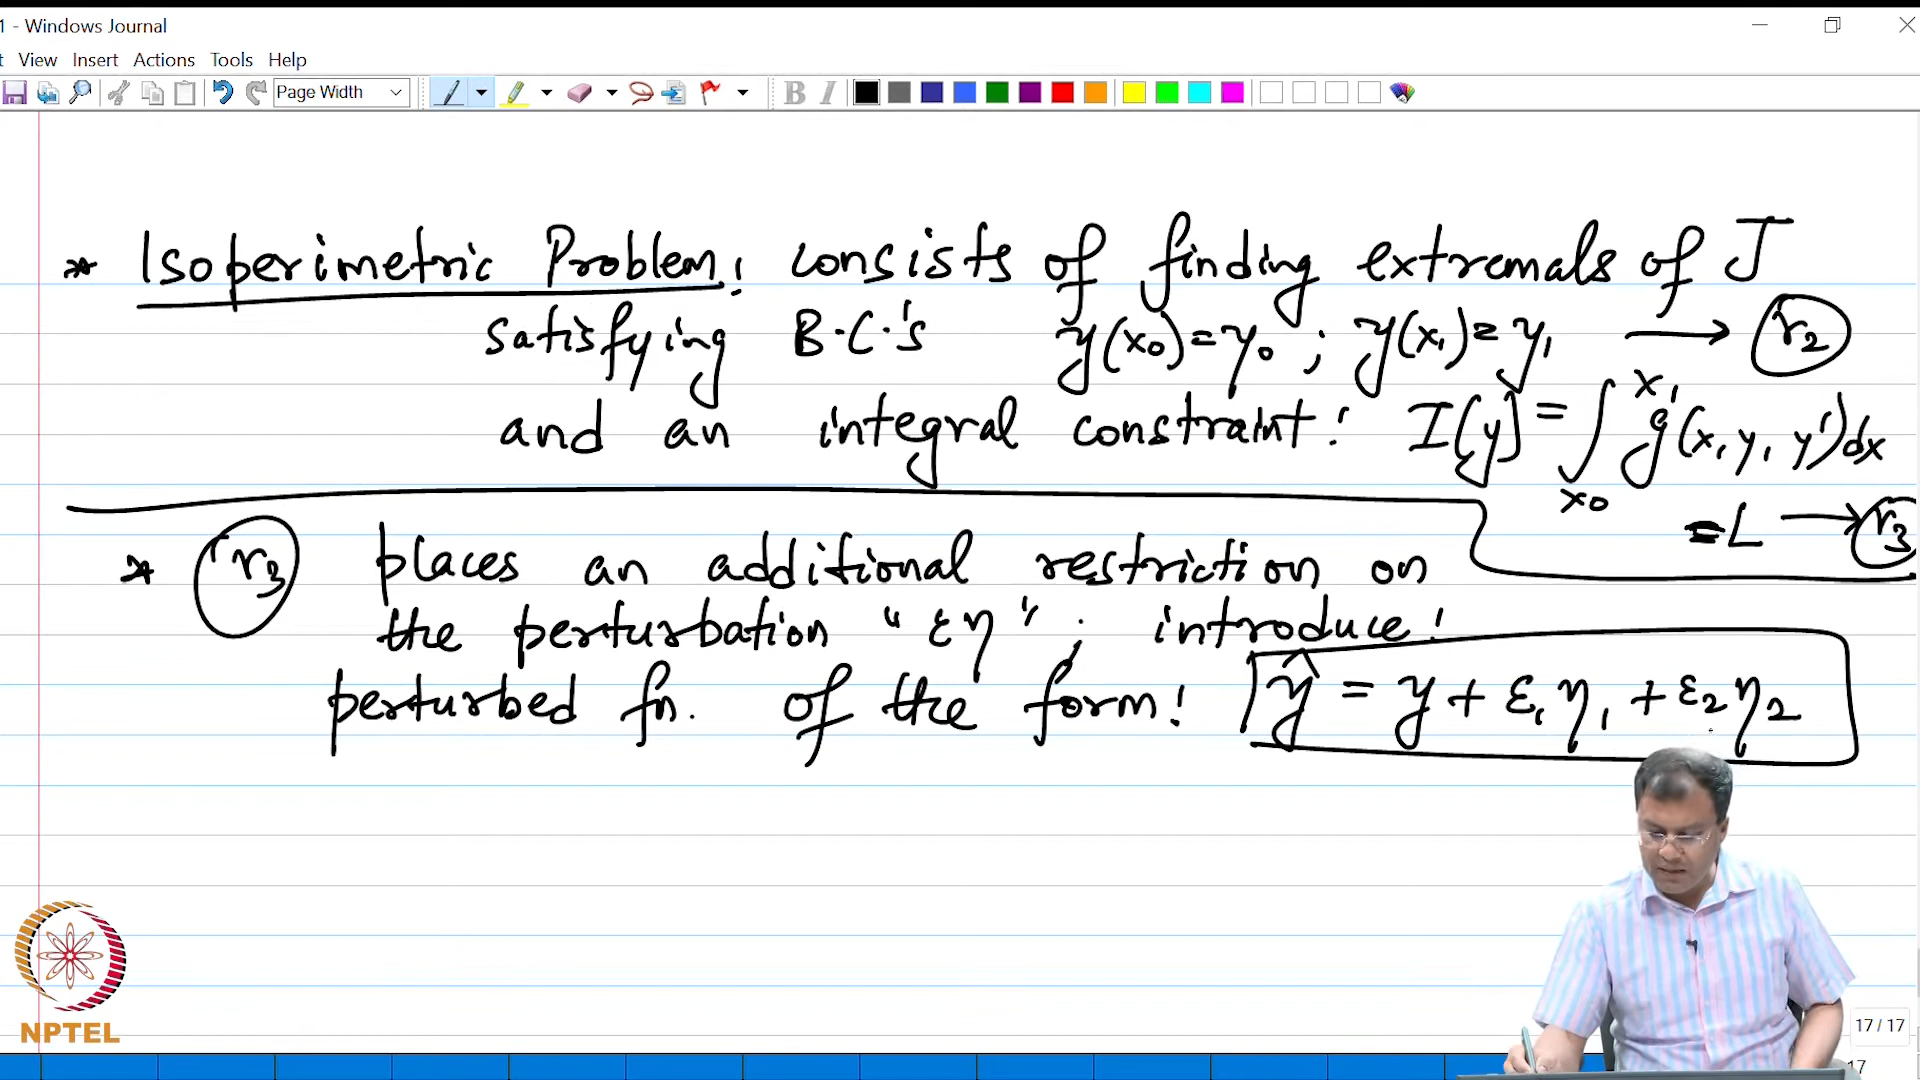 1 - Windows Journal
t View Insert Actions Tools Help
Page Width
B I
* Isoperimetric Problem: consists of finding extremals of J
satisfying B.C.'s y(x₀) = y₀ ; y(x₁) = y₁ → r₂
and an integral constraint: I[y] = ∫ₓ₀ˣ¹ g(x, y, y')dx
= L → r₃
* r₃ places an additional restriction on
the perturbation "εη" ; introduce:
perturbed fn. of the form: ŷ = y + ε₁η₁ + ε₂η₂
NPTEL
17 / 17
17